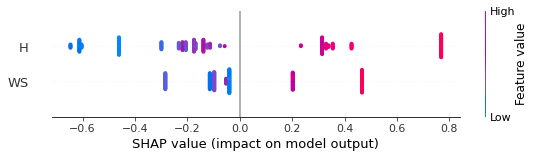 High
H
WS
Feature value
Low
−0.6 −0.4 −0.2 0.0 0.2 0.4 0.6 0.8
SHAP value (impact on model output)